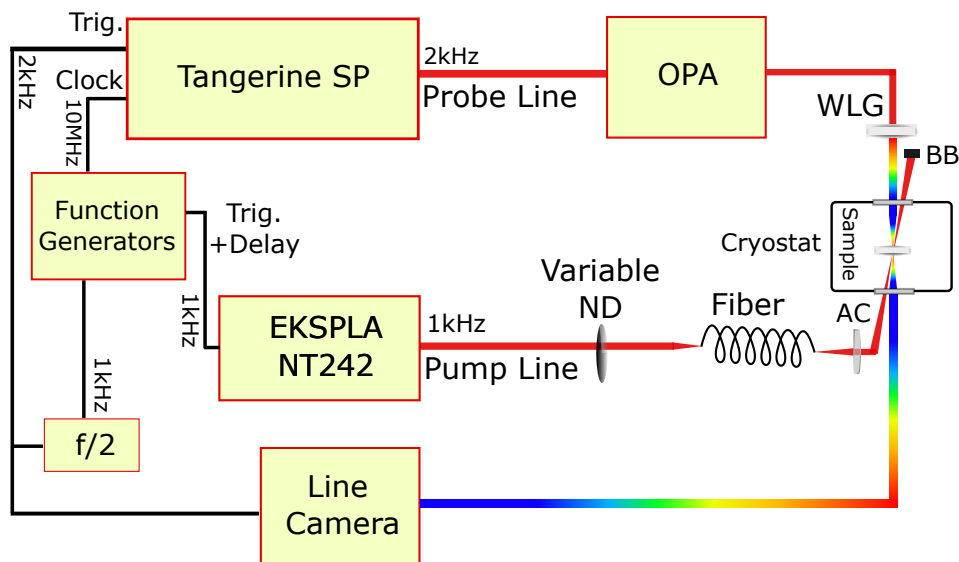 Trig.
2kHz
Clock
10MHz
Tangerine SP
2kHz
Probe Line
OPA
WLG
BB
Function
Generators
Trig.
+Delay
1kHz
Cryostat
Sample
Variable
ND
Fiber
AC
EKSPLA
NT242
1kHz
Pump Line
1kHz
f/2
Line
Camera